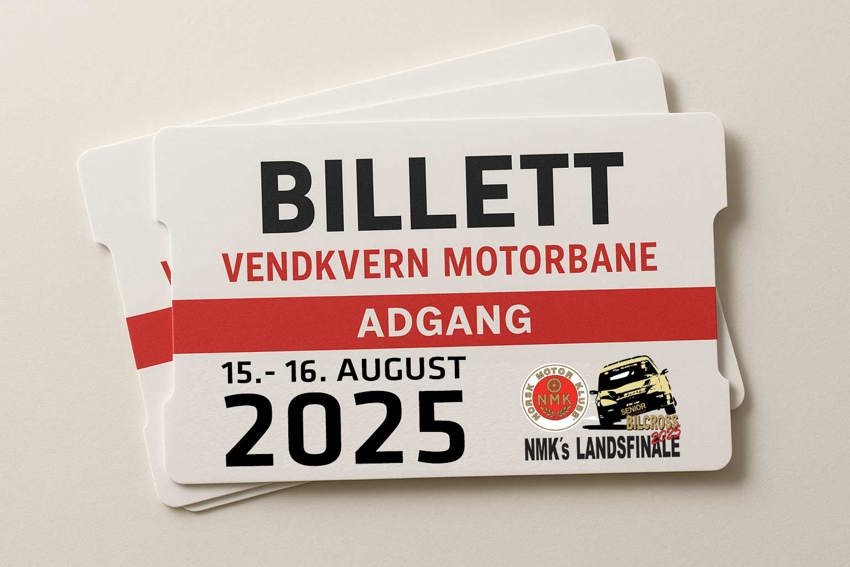 BILLETT
VENDKVERN MOTORBANE
ADGANG
15.- 16. AUGUST
2025
NORSK MOTOR KLUBB
NMK
SENIOR
BILCROSS
2025
NMK´s LANDSFINALE